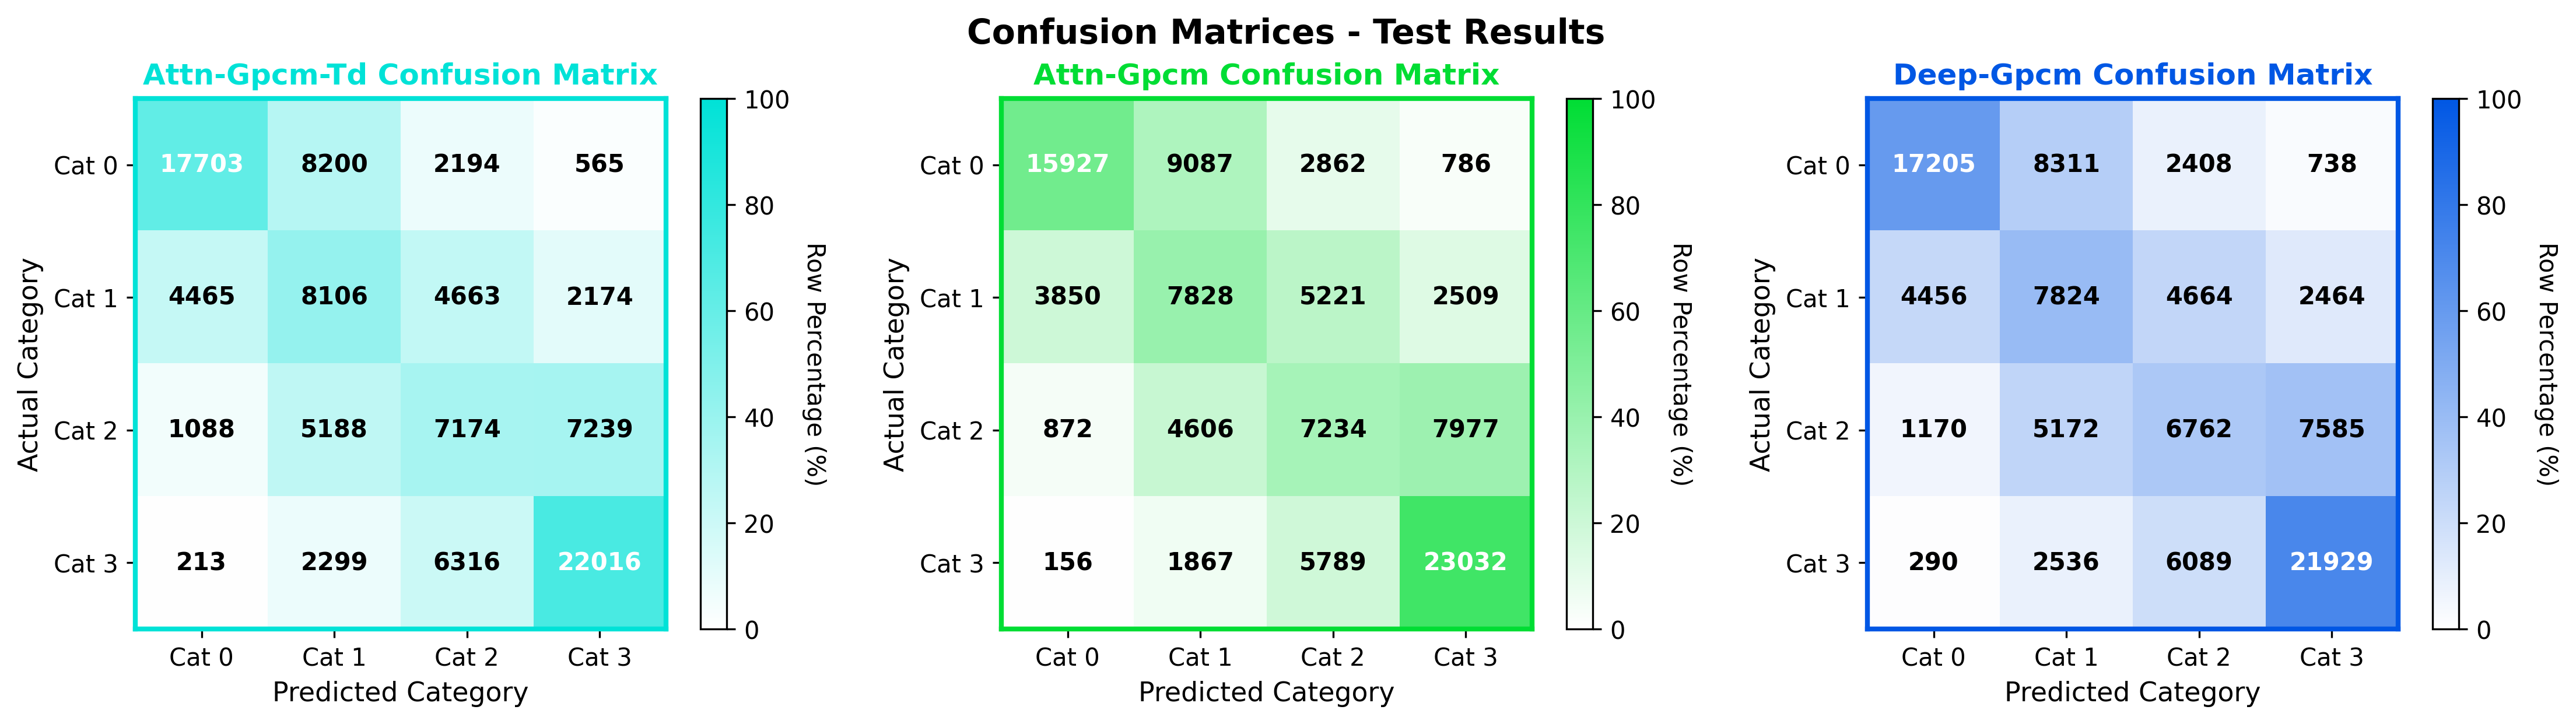 Confusion Matrices - Test Results
Attn-Gpcm-Td Confusion Matrix
Actual Category
Cat 0 17703 8200 2194 565
Cat 1 4465 8106 4663 2174
Cat 2 1088 5188 7174 7239
Cat 3 213 2299 6316 22016
Cat 0 Cat 1 Cat 2 Cat 3
Predicted Category
100
80
60
40
20
0
Row Percentage (%)
Attn-Gpcm Confusion Matrix
Actual Category
Cat 0 15927 9087 2862 786
Cat 1 3850 7828 5221 2509
Cat 2 872 4606 7234 7977
Cat 3 156 1867 5789 23032
Cat 0 Cat 1 Cat 2 Cat 3
Predicted Category
100
80
60
40
20
0
Row Percentage (%)
Deep-Gpcm Confusion Matrix
Actual Category
Cat 0 17205 8311 2408 738
Cat 1 4456 7824 4664 2464
Cat 2 1170 5172 6762 7585
Cat 3 290 2536 6089 21929
Cat 0 Cat 1 Cat 2 Cat 3
Predicted Category
100
80
60
40
20
0
Row Percentage (%)